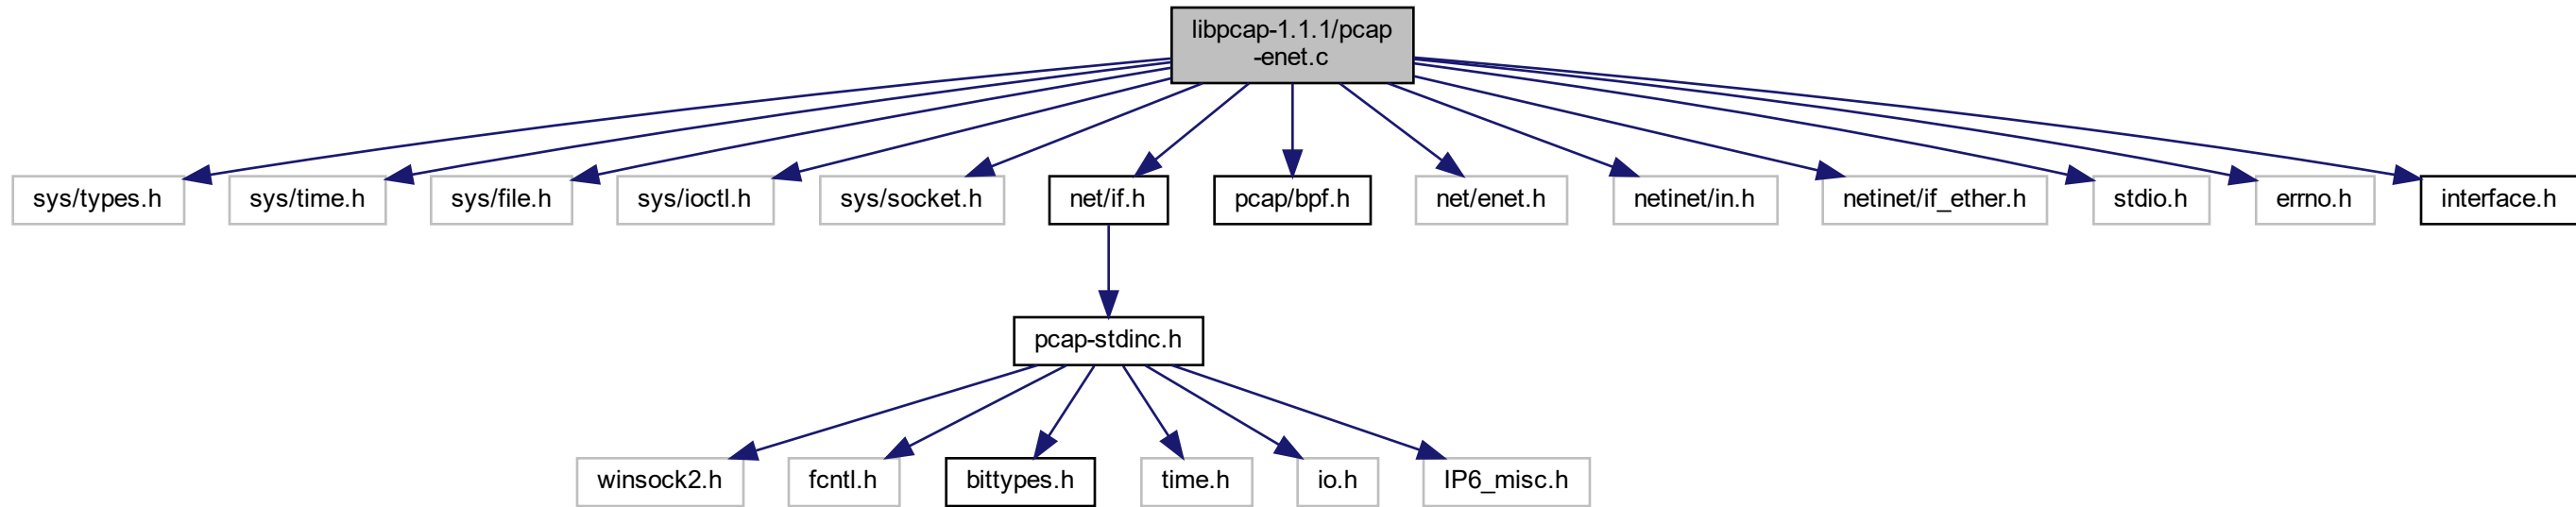 libpcap-1.1.1/pcap
-enet.c
sys/types.h
sys/time.h
sys/file.h
sys/ioctl.h
sys/socket.h
net/if.h
pcap/bpf.h
net/enet.h
netinet/in.h
netinet/if_ether.h
stdio.h
errno.h
interface.h
pcap-stdinc.h
winsock2.h
fcntl.h
bittypes.h
time.h
io.h
IP6_misc.h